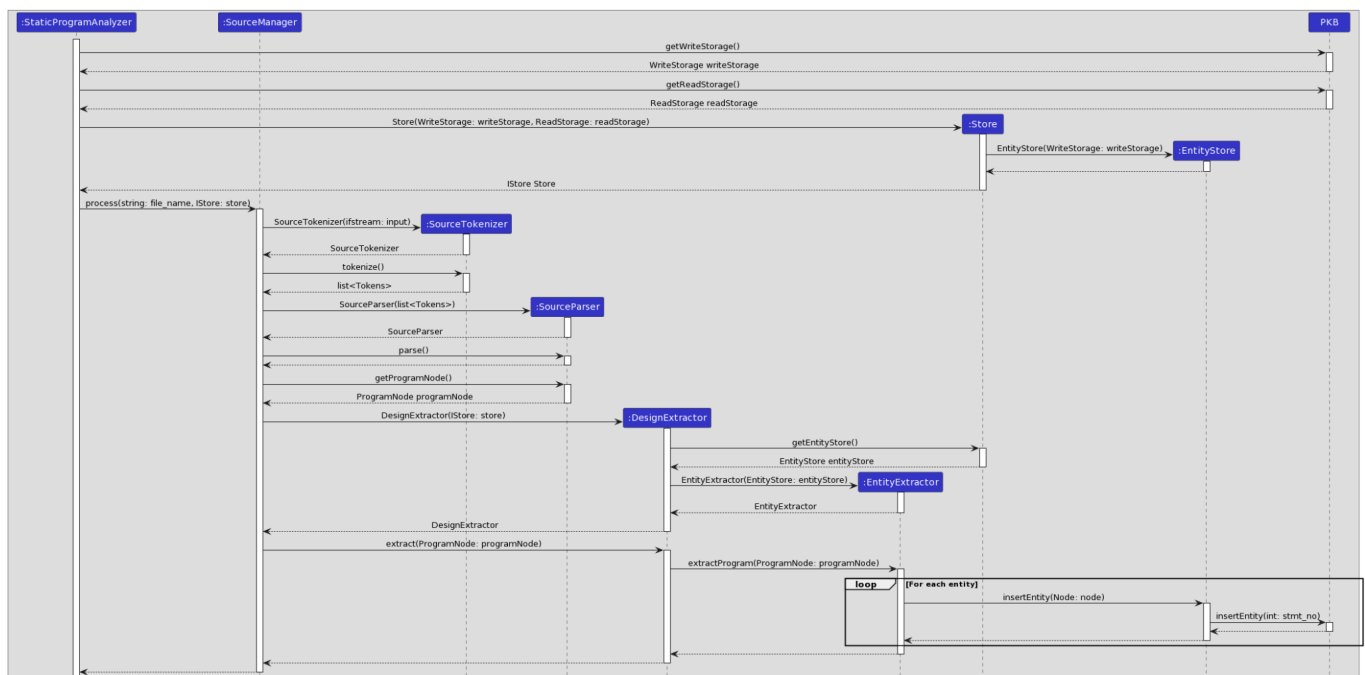 :StaticProgramAnalyzer :SourceManager PKB
getWriteStorage()
WriteStorage writeStorage
getReadStorage()
ReadStorage readStorage
Store(WriteStorage: writeStorage, ReadStorage: readStorage)
:Store
EntityStore(WriteStorage: writeStorage)
:EntityStore
IStore Store
process(string: file_name, IStore: store)
SourceTokenizer(ifstream: input)
:SourceTokenizer
SourceTokenizer
tokenize()
list<Tokens>
SourceParser(list<Tokens>)
:SourceParser
SourceParser
parse()
getProgramNode()
ProgramNode programNode
DesignExtractor(IStore: store)
:DesignExtractor
getEntityStore()
EntityStore entityStore
EntityExtractor(EntityStore: entityStore)
:EntityExtractor
EntityExtractor
DesignExtractor
extract(ProgramNode: programNode)
extractProgram(ProgramNode: programNode)
loop [For each entity]
insertEntity(Node: node)
insertEntity(int: stmt_no)